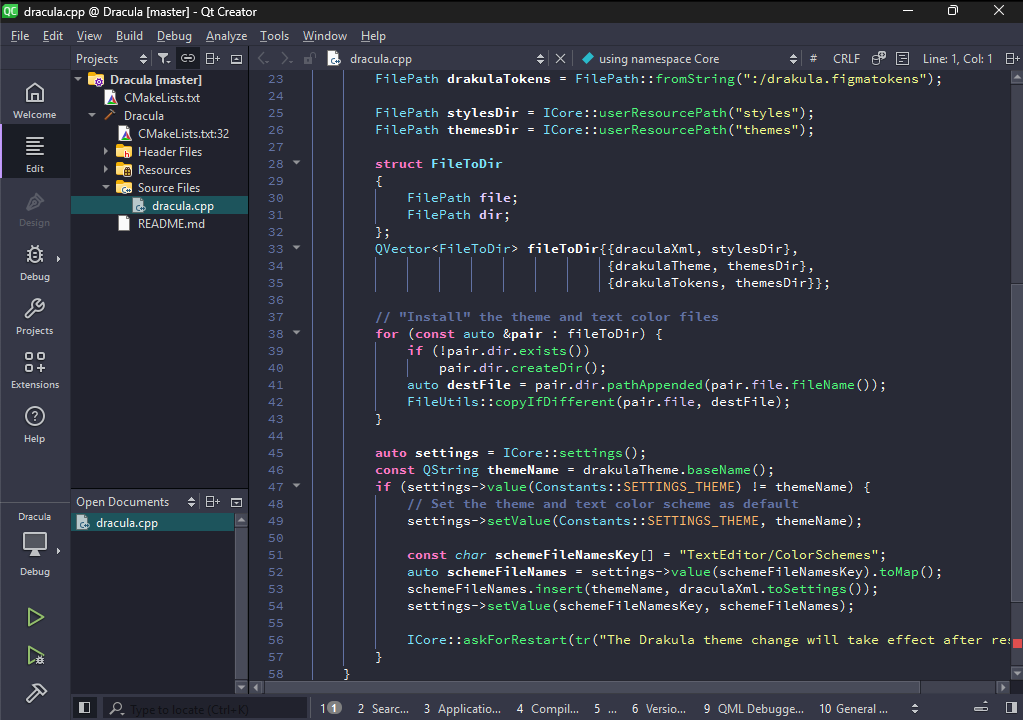 dracula.cpp @ Dracula [master] - Qt Creator
File Edit View Build Debug Analyze Tools Window Help
Projects dracula.cpp using namespace Core # CRLF Line: 1, Col: 1
Welcome
Edit
Design
Debug
Projects
Extensions
Help
Dracula
Debug
Dracula [master]
CMakeLists.txt
Dracula
CMakeLists.txt:32
Header Files
Resources
Source Files
dracula.cpp
README.md
Open Documents
dracula.cpp
23 FilePath drakulaTokens = FilePath::fromString(":/drakula.figmatokens");
24
25 FilePath stylesDir = ICore::userResourcePath("styles");
26 FilePath themesDir = ICore::userResourcePath("themes");
27
28 struct FileToDir
29 {
30 FilePath file;
31 FilePath dir;
32 };
33 QVector<FileToDir> fileToDir{{draculaXml, stylesDir},
34 {drakulaTheme, themesDir},
35 {drakulaTokens, themesDir}};
36
37 // "Install" the theme and text color files
38 for (const auto &pair : fileToDir) {
39 if (!pair.dir.exists())
40 pair.dir.createDir();
41 auto destFile = pair.dir.pathAppended(pair.file.fileName());
42 FileUtils::copyIfDifferent(pair.file, destFile);
43 }
44
45 auto settings = ICore::settings();
46 const QString themeName = drakulaTheme.baseName();
47 if (settings->value(Constants::SETTINGS_THEME) != themeName) {
48 // Set the theme and text color scheme as default
49 settings->setValue(Constants::SETTINGS_THEME, themeName);
50
51 const char schemeFileNamesKey[] = "TextEditor/ColorSchemes";
52 auto schemeFileNames = settings->value(schemeFileNamesKey).toMap();
53 schemeFileNames.insert(themeName, draculaXml.toSettings());
54 settings->setValue(schemeFileNamesKey, schemeFileNames);
55
56 ICore::askForRestart(tr("The Drakula theme change will take effect after res
57 }
58 }
Type to locate (Ctrl+K) 1 1 2 Searc... 3 Applicatio... 4 Compil... 5 ... 6 Versio... 9 QML Debugge... 10 General ...